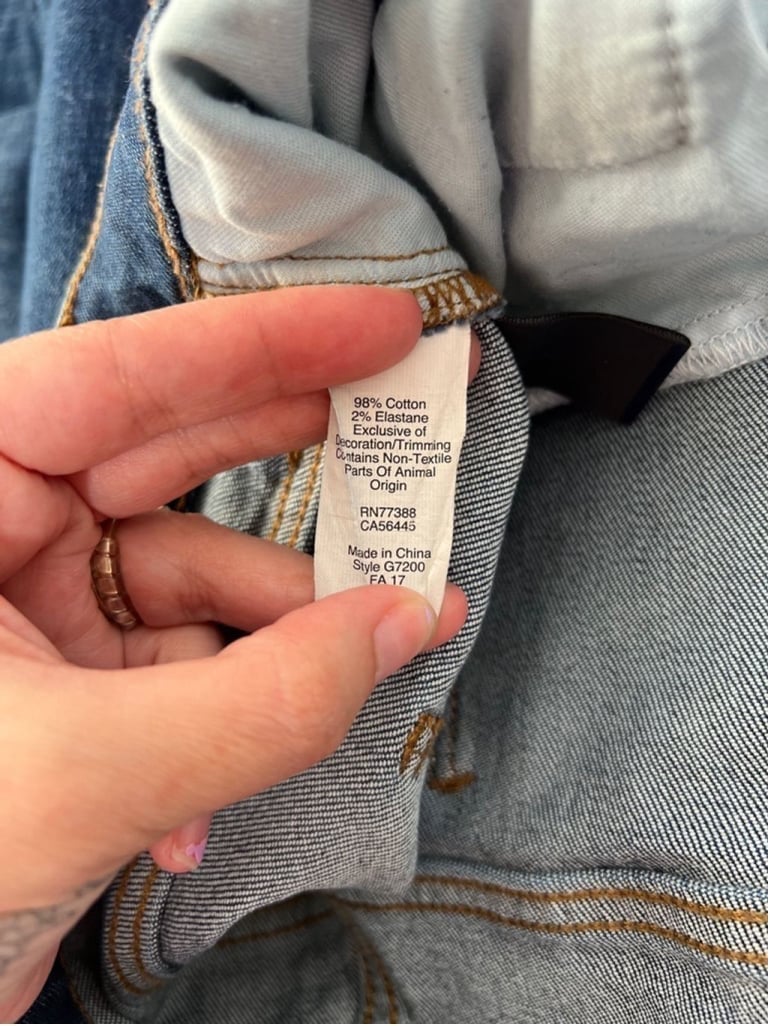 98% Cotton
2% Elastane
Exclusive of
Decoration/Trimming
Contains Non-Textile
Parts Of Animal
Origin
RN77388
CA56445
Made in China
Style G7200
FA 17